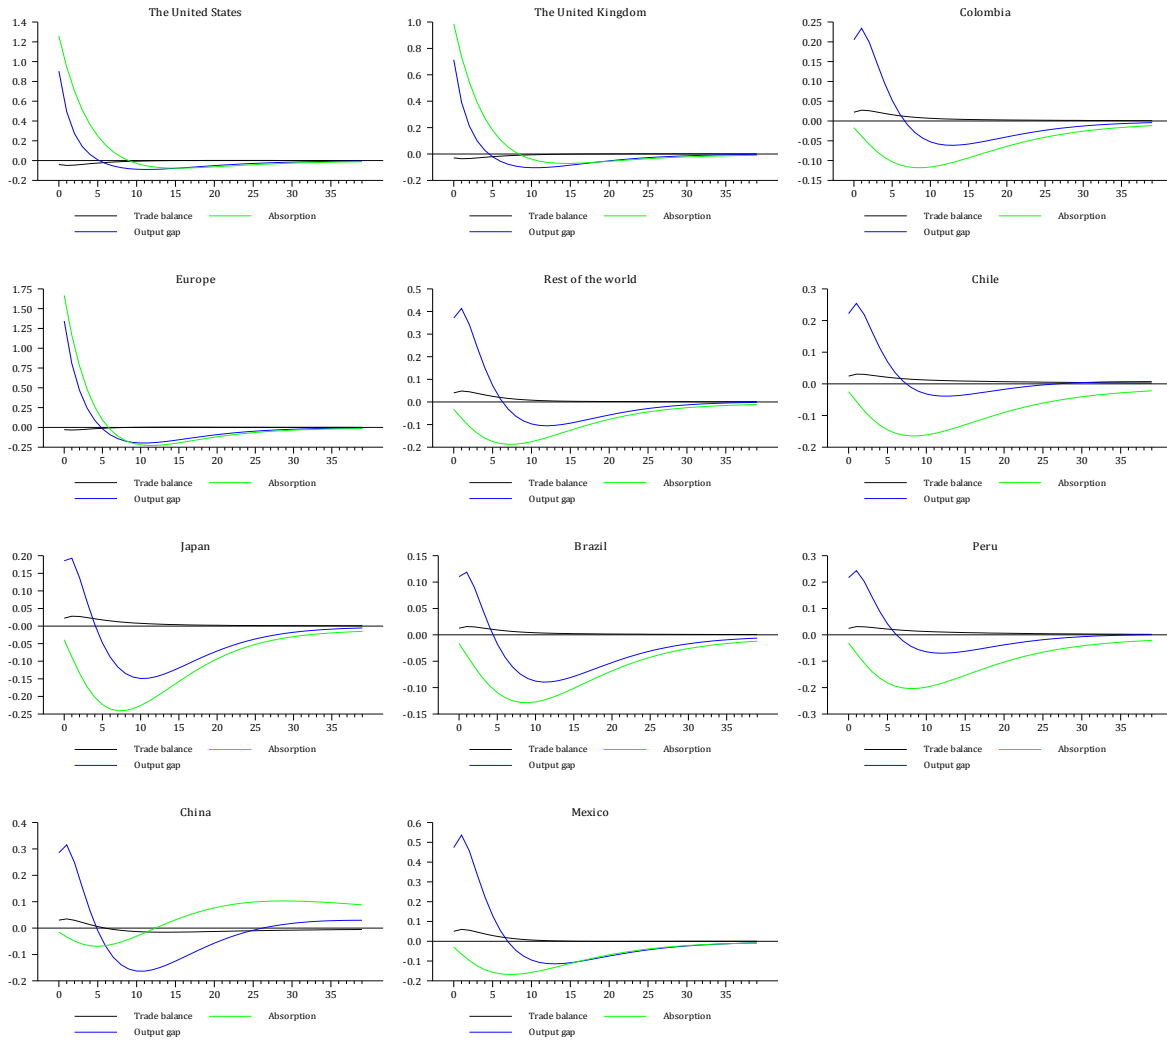 The United States
1.4
1.2
1.0
0.8
0.6
0.4
0.2
0.0
-0.2
0 5 10 15 20 25 30 35
Trade balance Absorption
Output gap
The United Kingdom
1.0
0.8
0.6
0.4
0.2
0.0
-0.2
0 5 10 15 20 25 30 35
Trade balance Absorption
Output gap
Colombia
0.25
0.20
0.15
0.10
0.05
0.00
-0.05
-0.10
-0.15
0 5 10 15 20 25 30 35
Trade balance Absorption
Output gap
Europe
1.75
1.50
1.25
1.00
0.75
0.50
0.25
0.00
-0.25
0 5 10 15 20 25 30 35
Trade balance Absorption
Output gap
Rest of the world
0.5
0.4
0.3
0.2
0.1
0.0
-0.1
-0.2
0 5 10 15 20 25 30 35
Trade balance Absorption
Output gap
Chile
0.3
0.2
0.1
0.0
-0.1
-0.2
0 5 10 15 20 25 30 35
Trade balance Absorption
Output gap
Japan
0.20
0.15
0.10
0.05
-0.00
-0.05
-0.10
-0.15
-0.20
-0.25
0 5 10 15 20 25 30 35
Trade balance Absorption
Output gap
Brazil
0.15
0.10
0.05
0.00
-0.05
-0.10
-0.15
0 5 10 15 20 25 30 35
Trade balance Absorption
Output gap
Peru
0.3
0.2
0.1
0.0
-0.1
-0.2
-0.3
0 5 10 15 20 25 30 35
Trade balance Absorption
Output gap
China
0.4
0.3
0.2
0.1
0.0
-0.1
-0.2
0 5 10 15 20 25 30 35
Trade balance Absorption
Output gap
Mexico
0.6
0.5
0.4
0.3
0.2
0.1
0.0
-0.1
-0.2
0 5 10 15 20 25 30 35
Trade balance Absorption
Output gap